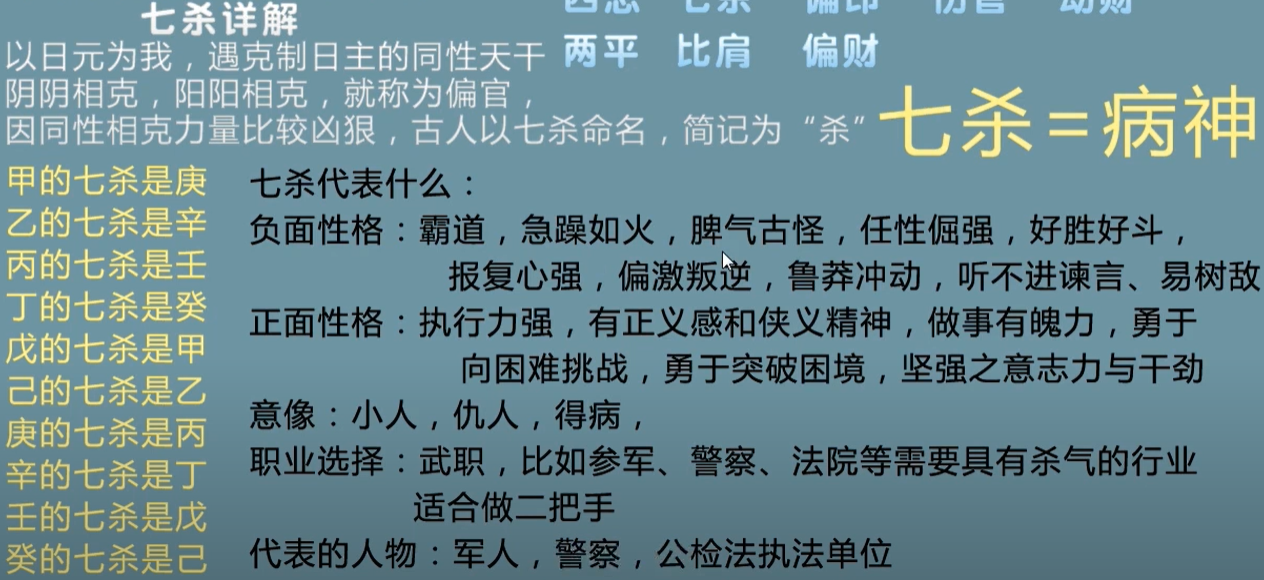 四忌 七杀 偏印 伤官 劫财
七杀详解
两平 比肩 偏财
以日元为我，遇克制日主的同性天干
阴阴相克，阳阳相克，就称为偏官，
因同性相克力量比较凶狠，古人以七杀命名，简记为“杀”
七杀=病神
甲的七杀是庚
乙的七杀是辛
丙的七杀是壬
丁的七杀是癸
戊的七杀是甲
己的七杀是乙
庚的七杀是丙
辛的七杀是丁
壬的七杀是戊
癸的七杀是己
七杀代表什么：
负面性格：霸道，急躁如火，脾气古怪，任性倔强，好胜好斗，
报复心强，偏激叛逆，鲁莽冲动，听不进谏言、易树敌
正面性格：执行力强，有正义感和侠义精神，做事有魄力，勇于
向困难挑战，勇于突破困境，坚强之意志力与干劲
意像：小人，仇人，得病，
职业选择：武职，比如参军、警察、法院等需要具有杀气的行业
适合做二把手
代表的人物：军人，警察，公检法执法单位